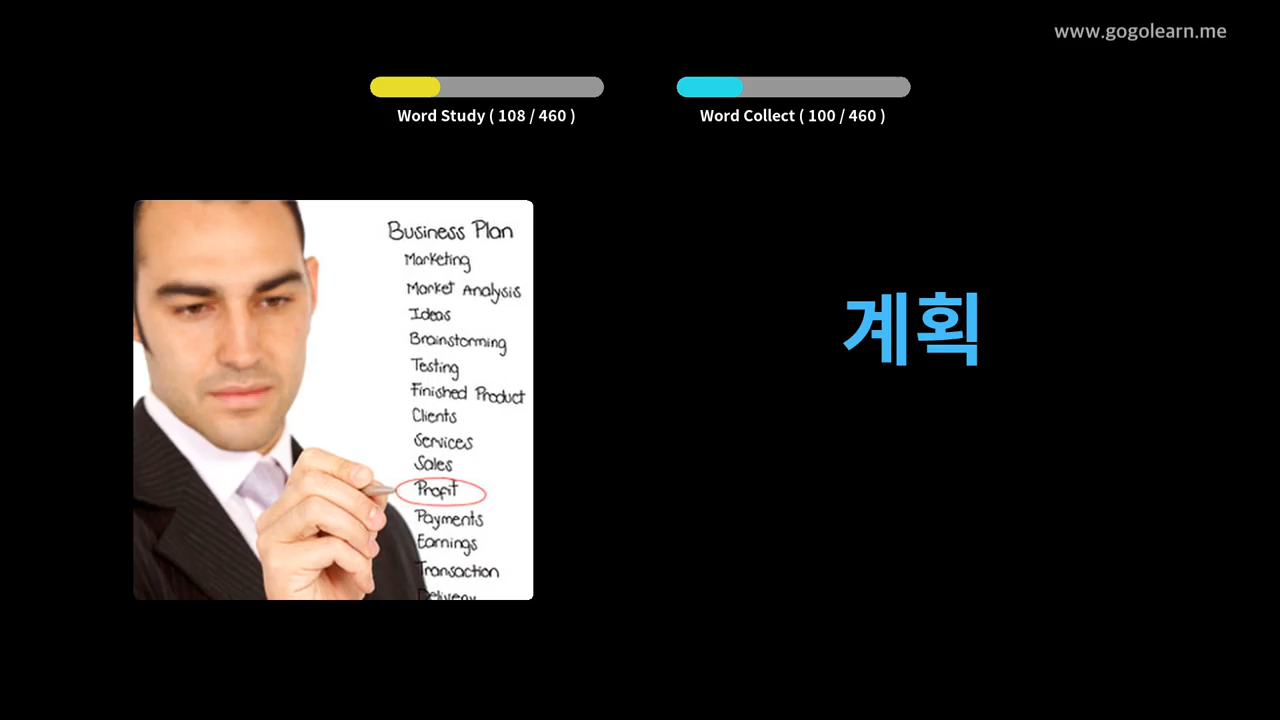 www.gogolearn.me
Word Study ( 108 / 460 )
Word Collect ( 100 / 460 )
Business Plan
Marketing
Market Analysis
Ideas
Brainstorming
Testing
Finished Product
Clients
Services
Sales
Profit
Payments
Earnings
Transaction
Delivery
계획